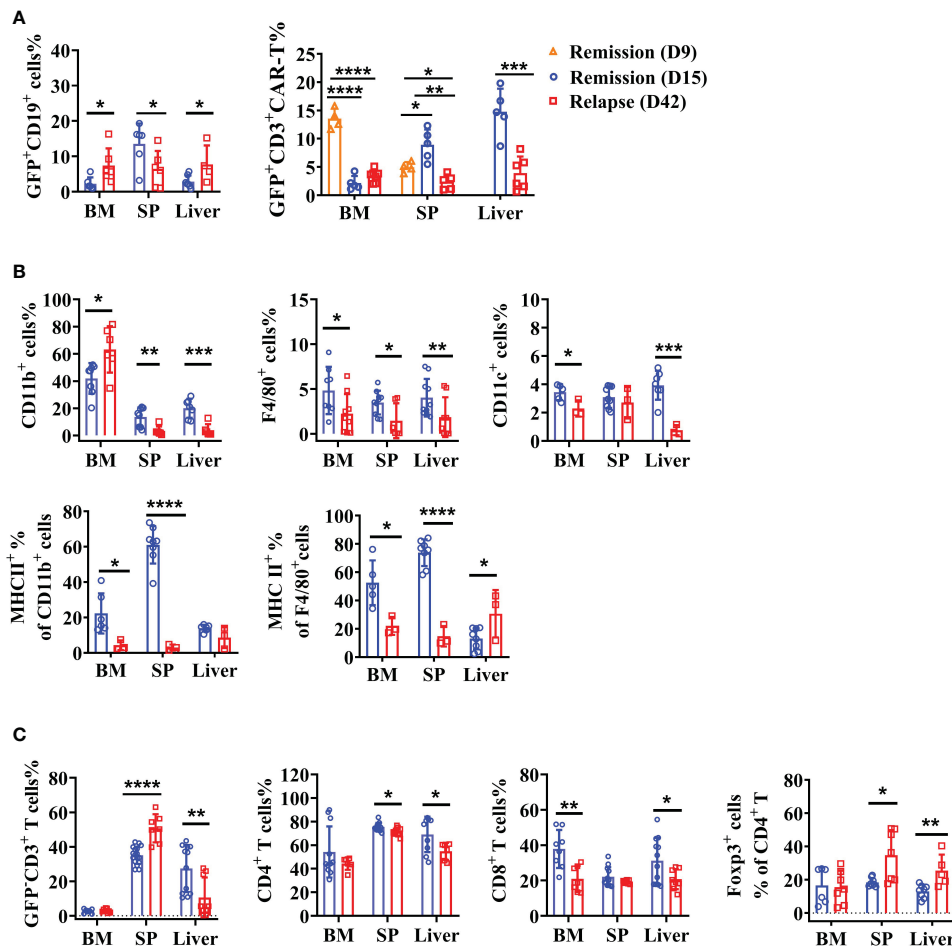 A
GFP+CD19+ cells%
40
30
20
10
0
*
*
*
BM SP Liver
GFP+CD3+CAR-T%
25
20
15
10
5
0
****
****
*
**
*
***
BM SP Liver
Remission (D9)
Remission (D15)
Relapse (D42)
B
CD11b+ cells%
100
80
60
40
20
0
*
**
***
BM SP Liver
F4/80+ cells%
15
10
5
0
*
*
**
BM SP Liver
CD11c+ cells%
10
8
6
4
2
0
*
***
BM SP Liver
MHCII+ %
of CD11b+ cells
80
60
40
20
0
*
****
BM SP Liver
MHC II+ %
of F4/80+cells
100
80
60
40
20
0
*
****
*
BM SP Liver
C
GFP-CD3+ T cells%
80
60
40
20
0
****
**
BM SP Liver
CD4+ T cells%
120
100
80
60
40
20
0
*
*
BM SP Liver
CD8+ T cells%
80
60
40
20
0
**
*
BM SP Liver
Foxp3+ cells
% of CD4+ T
80
60
40
20
0
*
**
BM SP Liver